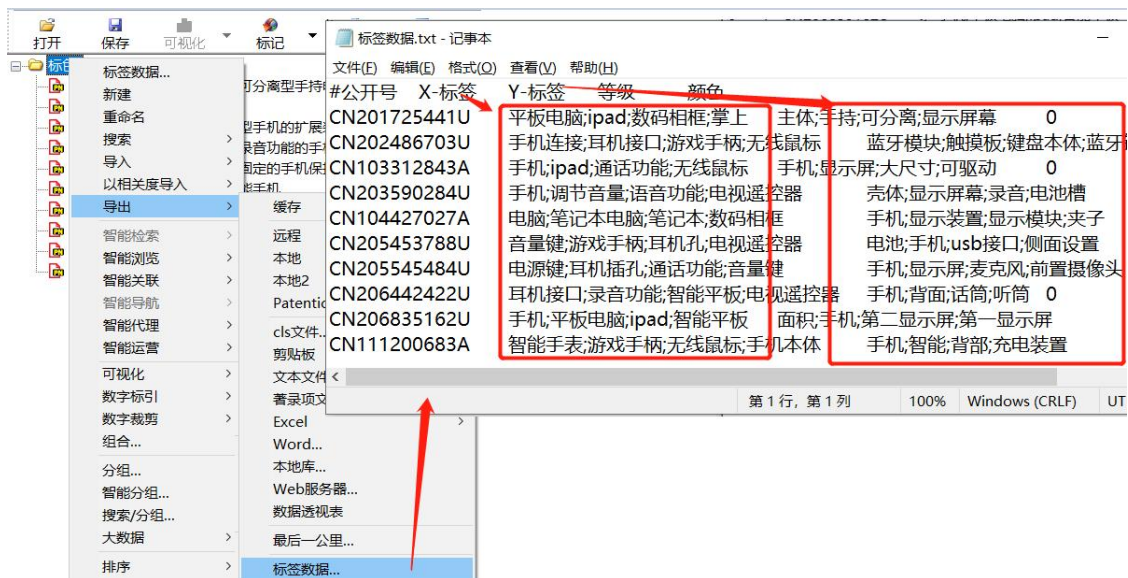 打开 保存 可视化 标记
标签数据.txt - 记事本
文件(F) 编辑(E) 格式(O) 查看(V) 帮助(H)
#公开号 X-标签 Y-标签 等级 颜色
CN201725441U 平板电脑;ipad;数码相框;掌上 主体;手持;可分离;显示屏幕 0
CN202486703U 手机连接;耳机接口;游戏手柄;无线鼠标 蓝牙模块;触摸板;键盘本体;蓝牙
CN103312843A 手机;ipad;通话功能;无线鼠标 手机;显示屏;大尺寸;可驱动 0
CN203590284U 手机;调节音量;语音功能;电视遥控器 壳体;显示屏幕;录音;电池槽
CN104427027A 电脑;笔记本电脑;笔记本;数码相框 手机;显示装置;显示模块;夹子
CN205453788U 音量键;游戏手柄;耳机孔;电视遥控器 电池;手机;usb接口;侧面设置
CN205545484U 电源键;耳机插孔;通话功能;音量键 手机;显示屏;麦克风;前置摄像头
CN206442422U 耳机接口;录音功能;智能平板;电视遥控器 手机;背面;话筒;听筒 0
CN206835162U 手机;平板电脑;ipad;智能平板 面积;手机;第二显示屏;第一显示屏
CN111200683A 智能手表;游戏手柄;无线鼠标;手机本体 手机;智能;背部;充电装置
第 1 行，第 1 列 100% Windows (CRLF) UT
可分离型手持
型手机的扩展
录音功能的手
固定的手机保
能手机
标签数据...
新建
重命名
搜索
导入
以相关度导入
导出
智能检索
智能浏览
智能关联
智能导航
智能代理
智能运营
可视化
数字标引
数字裁剪
组合...
分组...
智能分组...
搜索/分组...
大数据
排序
缓存
远程
本地
本地2
Patentic
cls文件..
剪贴板
文本文件
著录项文
Excel
Word...
本地库...
Web服务器...
数据透视表
最后一公里...
标签数据...